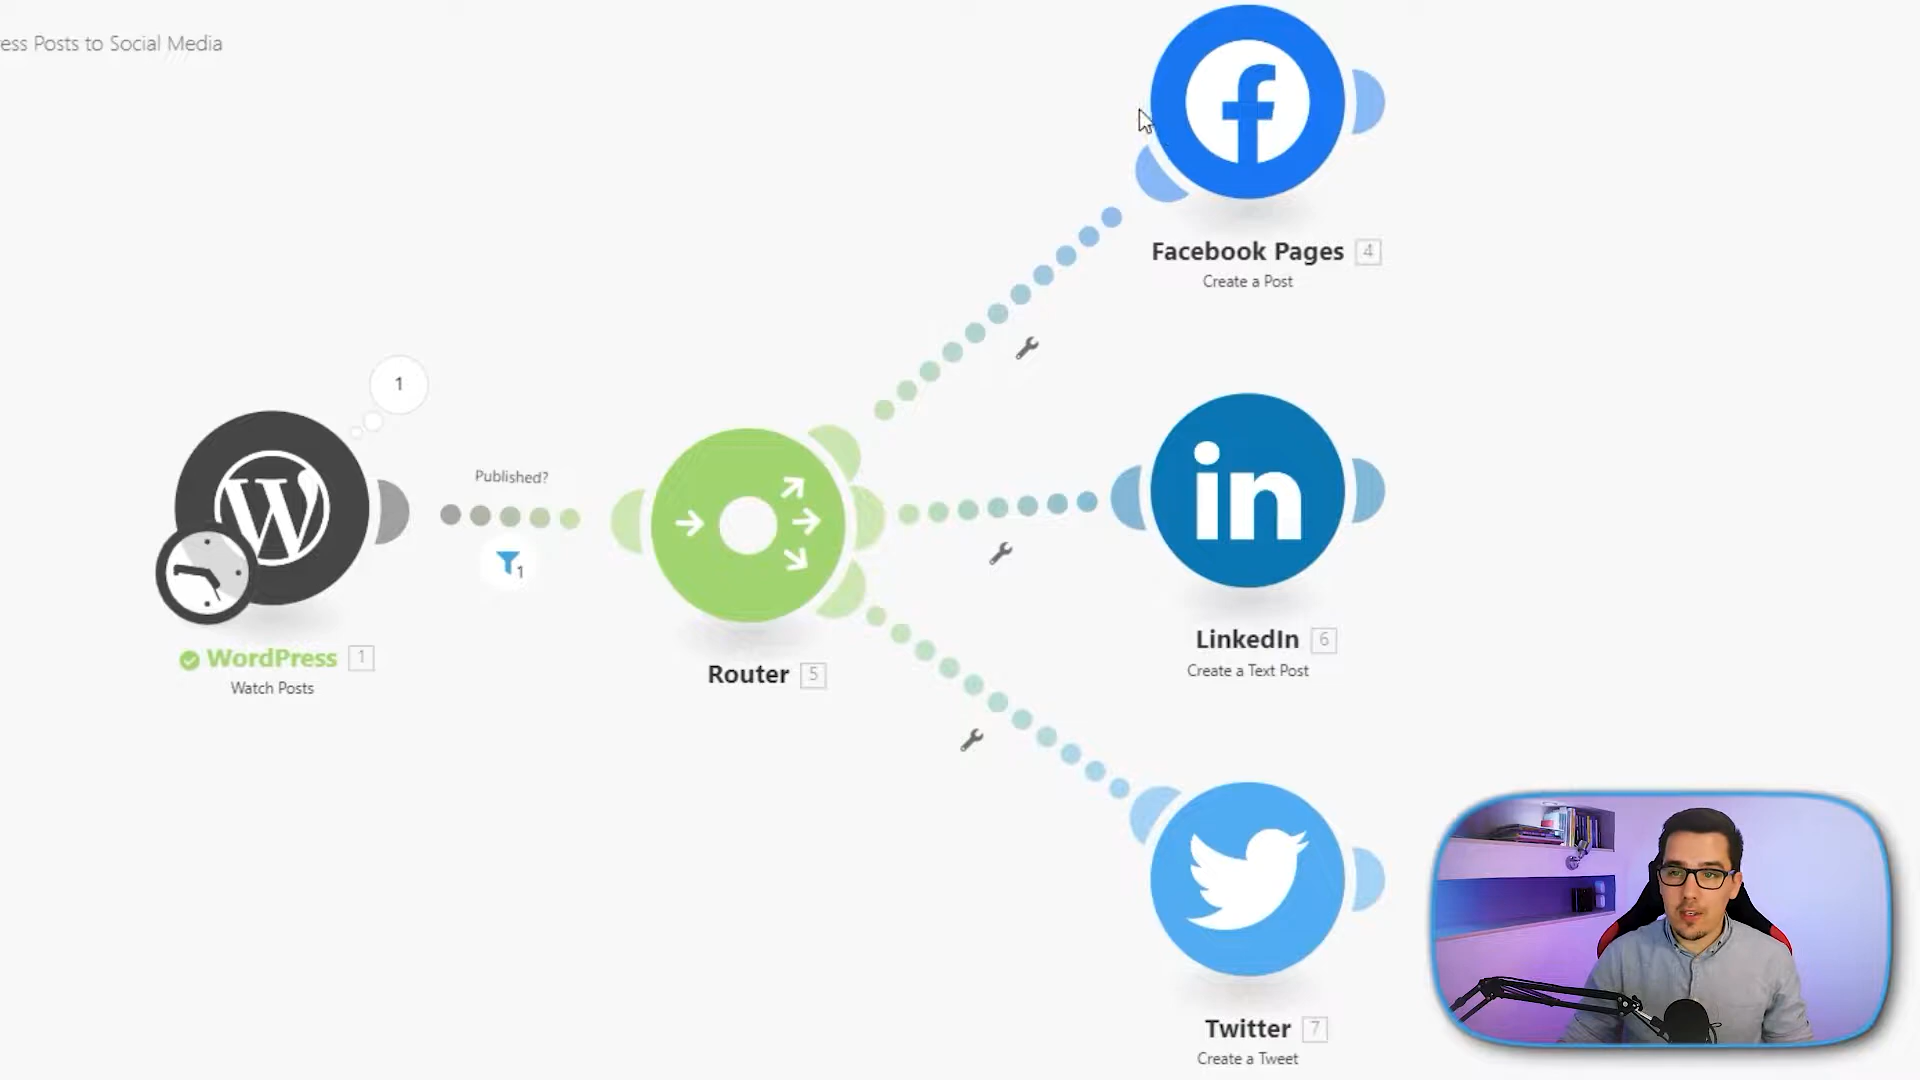 ess Posts to Social Media
Facebook Pages 4
Create a Post
1
Published?
1
WordPress 1
Watch Posts
Router 5
in
LinkedIn 6
Create a Text Post
Twitter 7
Create a Tweet